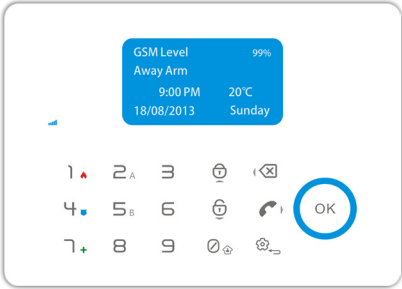 GSM Level 99%
Away Arm
9:00 PM 20°C
18/08/2013 Sunday
1 2 A 3
4 5 B 6 OK
7 8 9 0